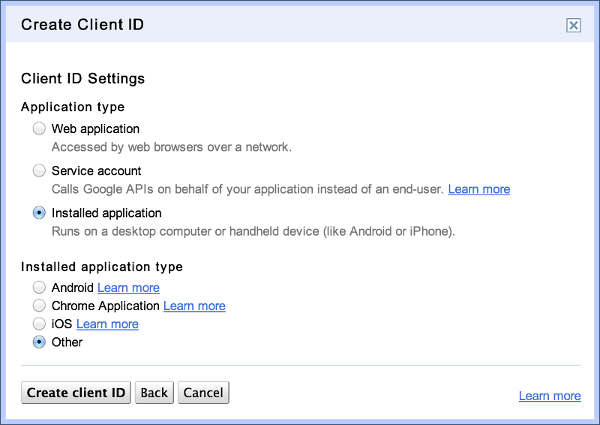 Create Client ID
Client ID Settings
Application type
Web application
Accessed by web browsers over a network.
Service account
Calls Google APIs on behalf of your application instead of an end-user. Learn more
Installed application
Runs on a desktop computer or handheld device (like Android or iPhone).
Installed application type
Android Learn more
Chrome Application Learn more
iOS Learn more
Other
Create client ID Back Cancel Learn more